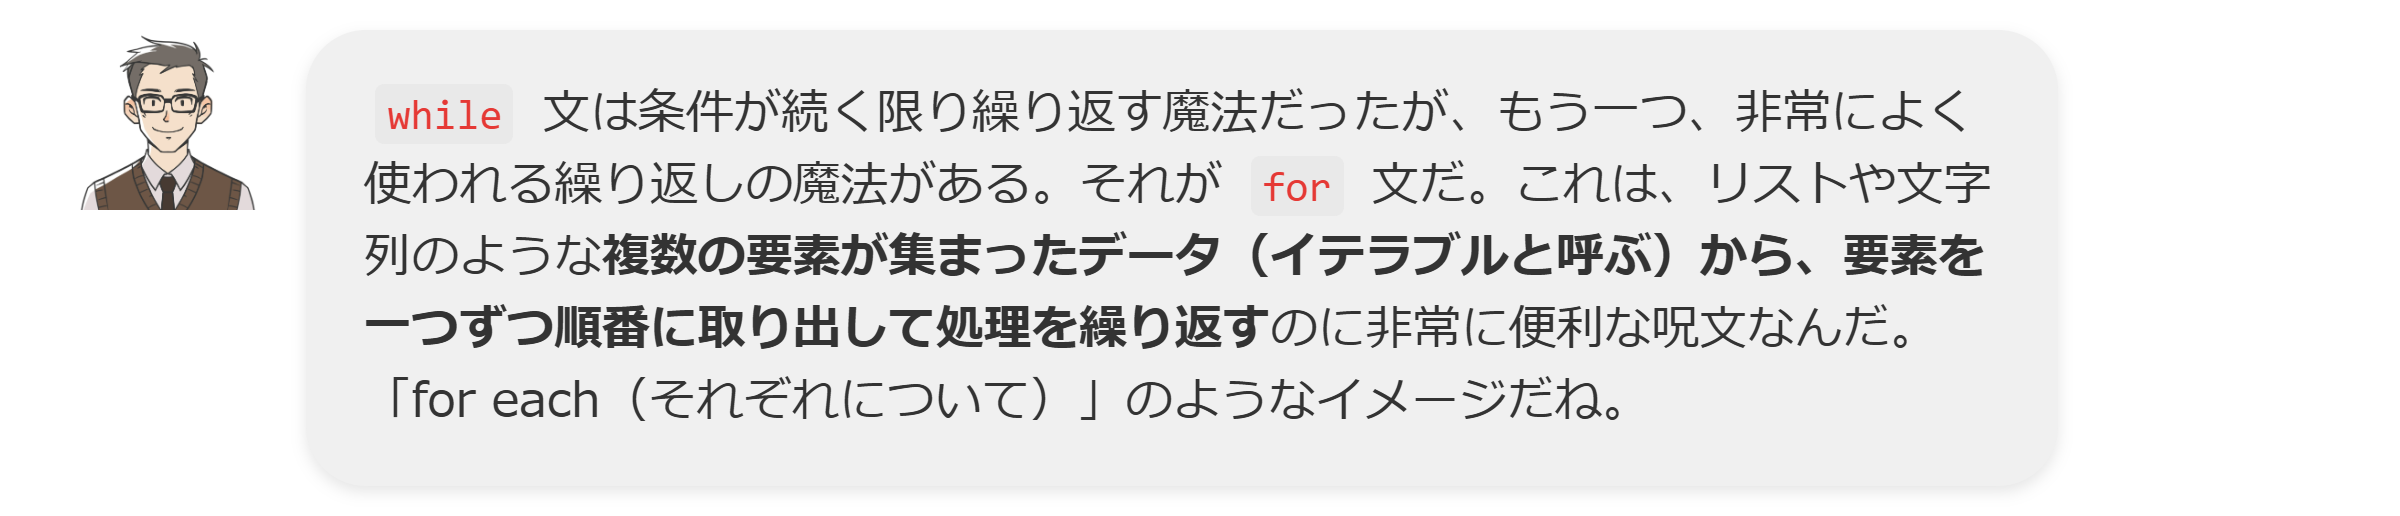 while 文は条件が続く限り繰り返す魔法だったが、もう一つ、非常によく
使われる繰り返しの魔法がある。それが for 文だ。これは、リストや文字
列のような複数の要素が集まったデータ（イテラブルと呼ぶ）から、要素を
一つずつ順番に取り出して処理を繰り返すのに非常に便利な呪文なんだ。
「for each（それぞれについて）」のようなイメージだね。